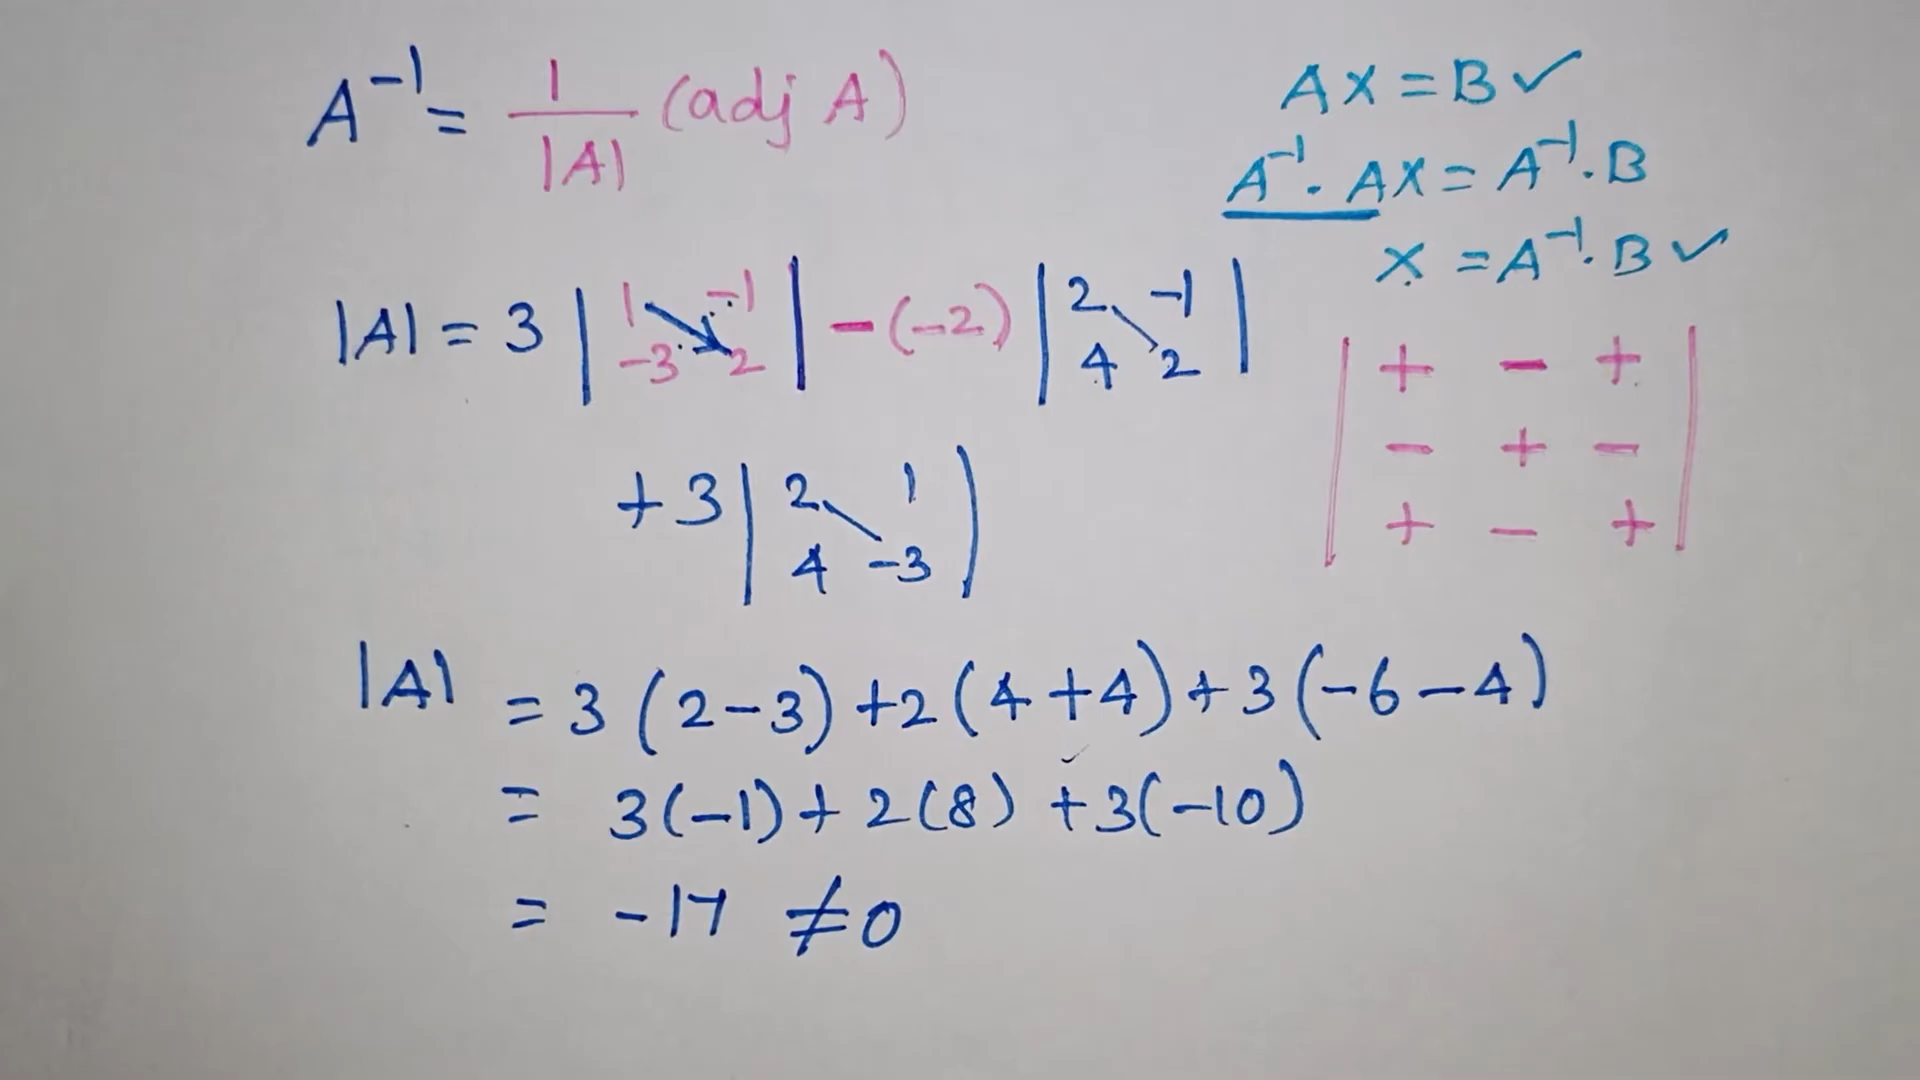 A⁻¹ = 1/|A| (adj A)
AX = B ✓
A⁻¹. AX = A⁻¹. B
X = A⁻¹. B ✓
|A| = 3 | 1 -1 | - (-2) | 2 -1 |
-3 2 4 2
+ - +
- + -
+ - +
+3 | 2 1 |
4 -3
|A| = 3 (2-3) +2 (4+4) + 3 (-6-4)
= 3(-1) + 2(8) + 3(-10)
= -17 ≠ 0